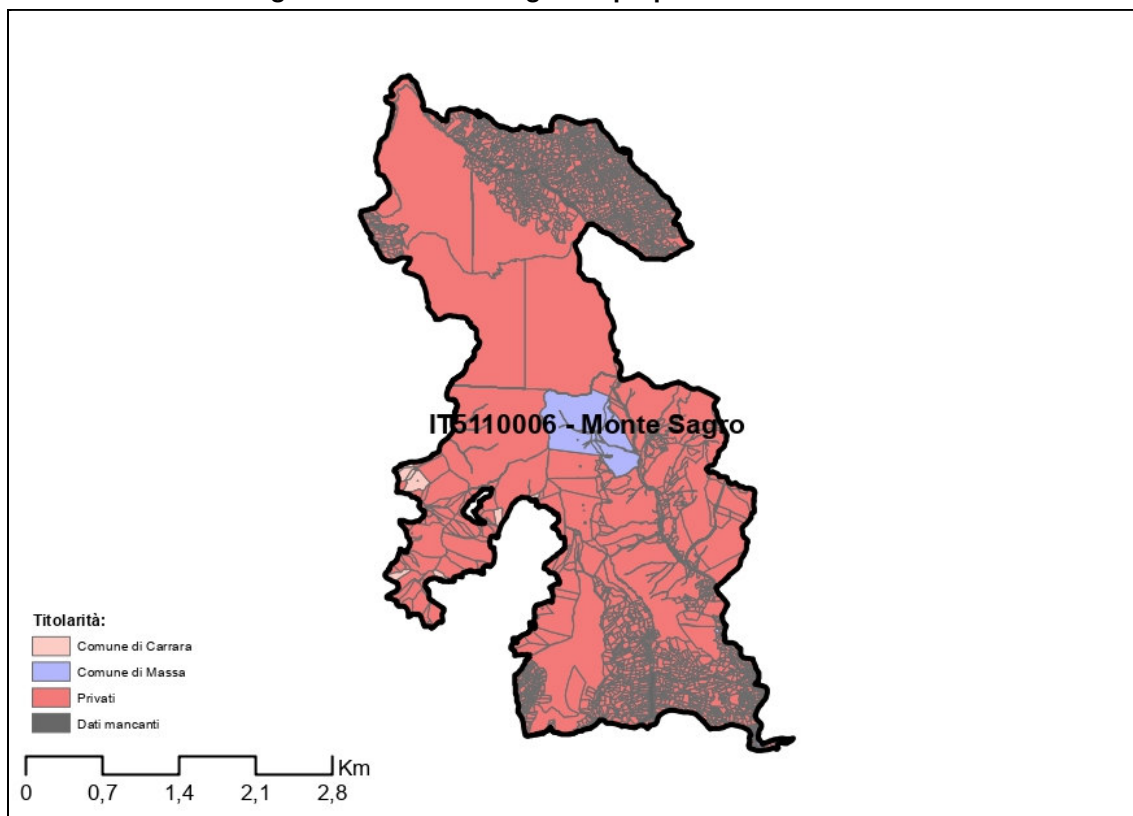 IT5110006 - Monte Sagro
Titolarità:
Comune di Carrara
Comune di Massa
Privati
Dati mancanti
Km
0 0,7 1,4 2,1 2,8